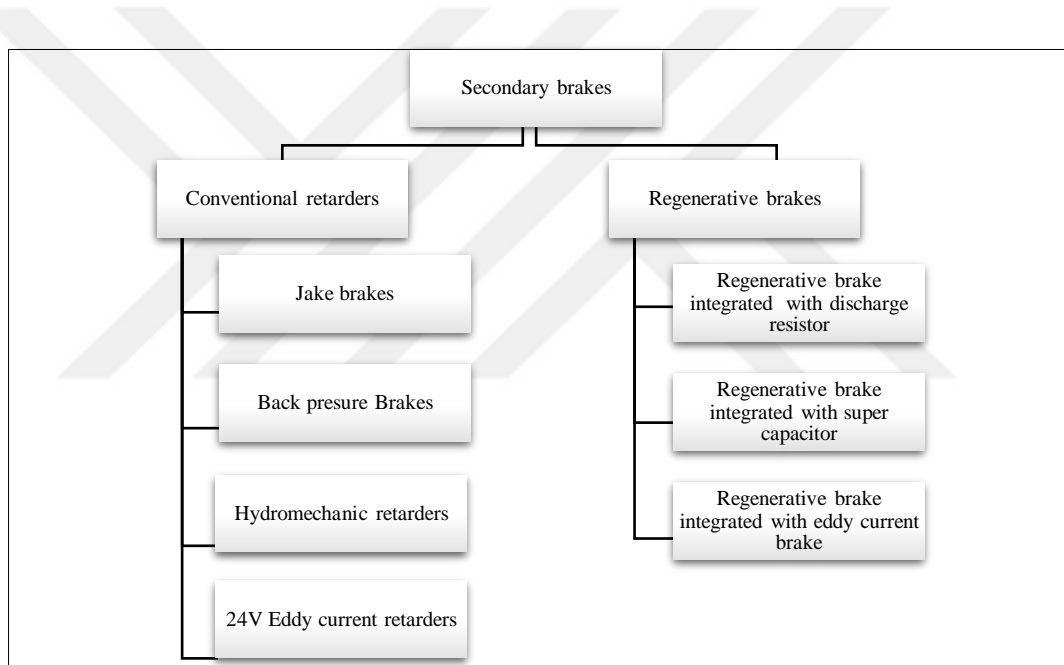 Secondary brakes
Conventional retarders
Jake brakes
Back presure Brakes
Hydromechanic retarders
24V Eddy current retarders
Regenerative brakes
Regenerative brake
integrated with discharge
resistor
Regenerative brake
integrated with super
capacitor
Regenerative brake
integrated with eddy current
brake